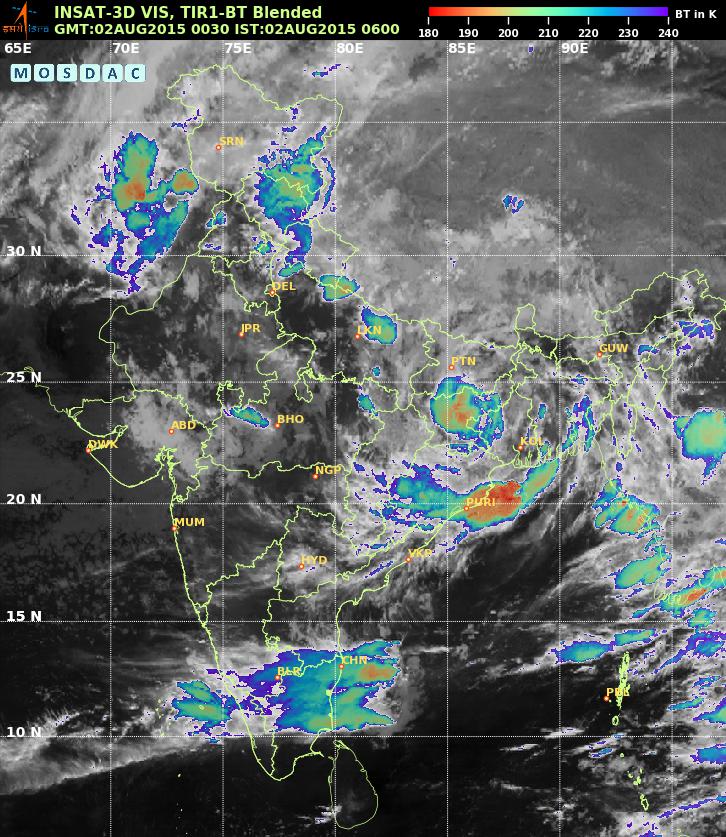 INSAT-3D VIS, TIR1-BT Blended
GMT:02AUG2015 0030 IST:02AUG2015 0600
180 190 200 210 220 230 240
BT in K
65E 70E 75E 80E 85E 90E
MOSDAC
SRN
30 N
DEL
JPR
LKN
GUW
PTN
25 N
BHO
ABD
DWK
KOL
NGP
20 N
PURI
MUM
VKP
HYD
15 N
CHN
BLR
PBL
10 N